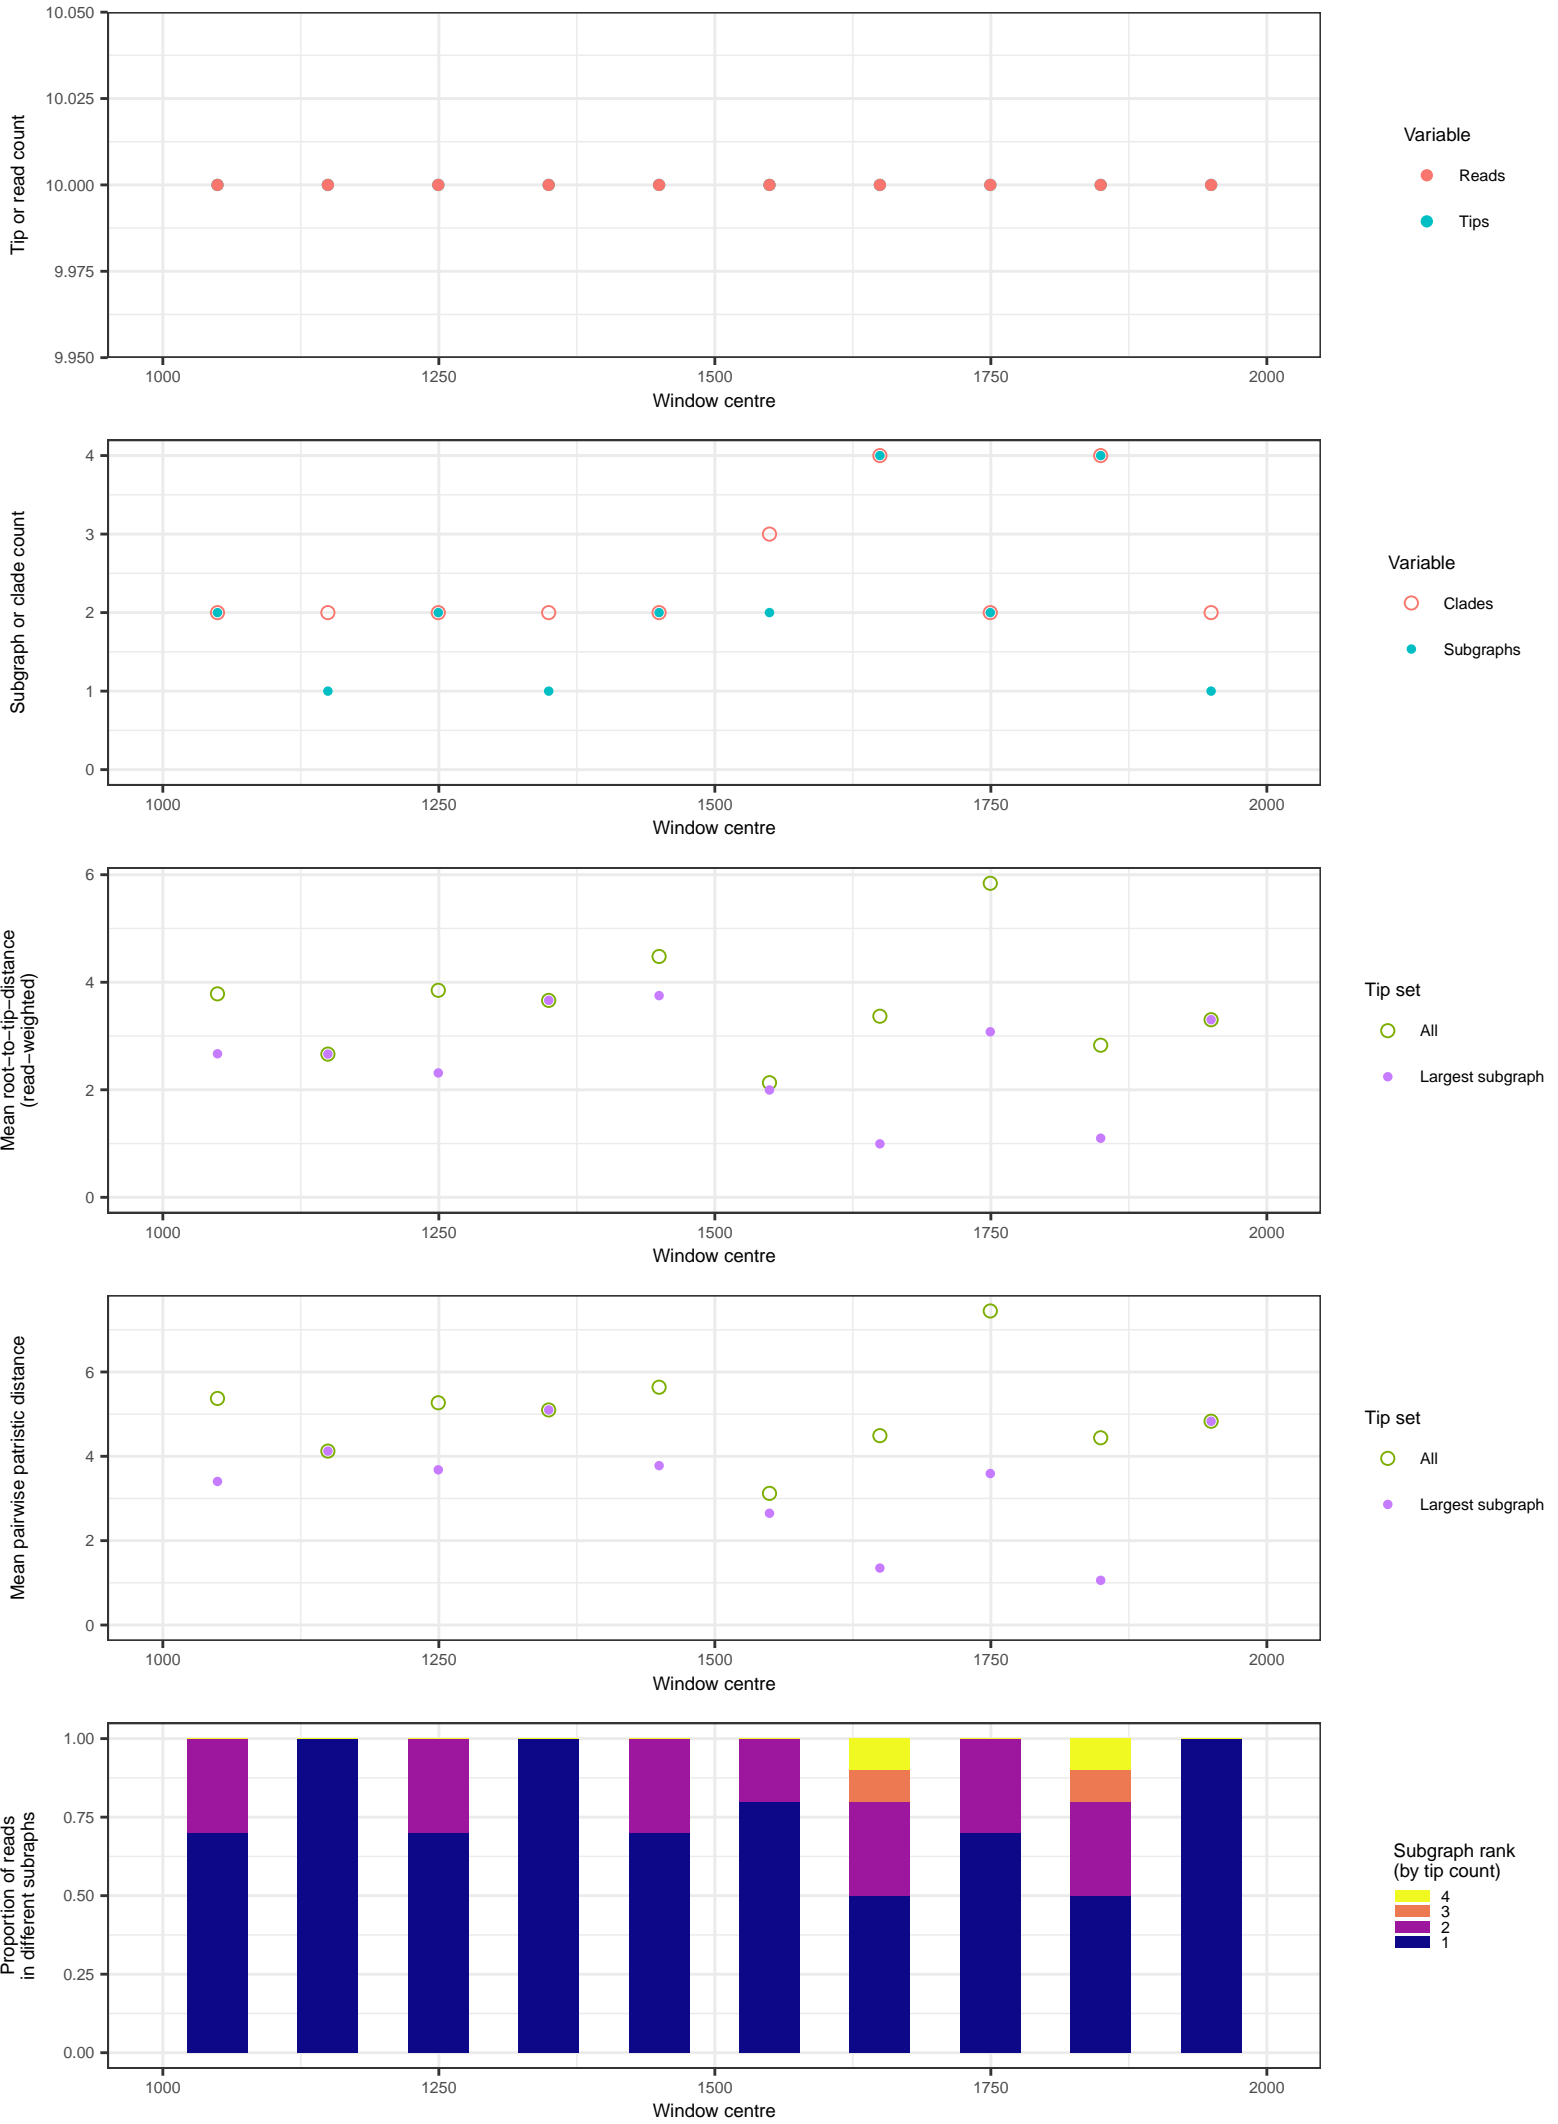 10.050
10.025
10.000
9.975
9.950
Tip or read count
1000 1250 1500 1750 2000
Window centre
Variable
Reads
Tips
4
3
2
1
0
Subgraph or clade count
1000 1250 1500 1750 2000
Window centre
Variable
Clades
Subgraphs
6
4
2
0
Mean root−to−tip−distance
(read−weighted)
1000 1250 1500 1750 2000
Window centre
Tip set
All
Largest subgraph
6
4
2
0
Mean pairwise patristic distance
1000 1250 1500 1750 2000
Window centre
Tip set
All
Largest subgraph
1.00
0.75
0.50
0.25
0.00
Proportion of reads
in different subraphs
1000 1250 1500 1750 2000
Window centre
Subgraph rank
(by tip count)
4
3
2
1